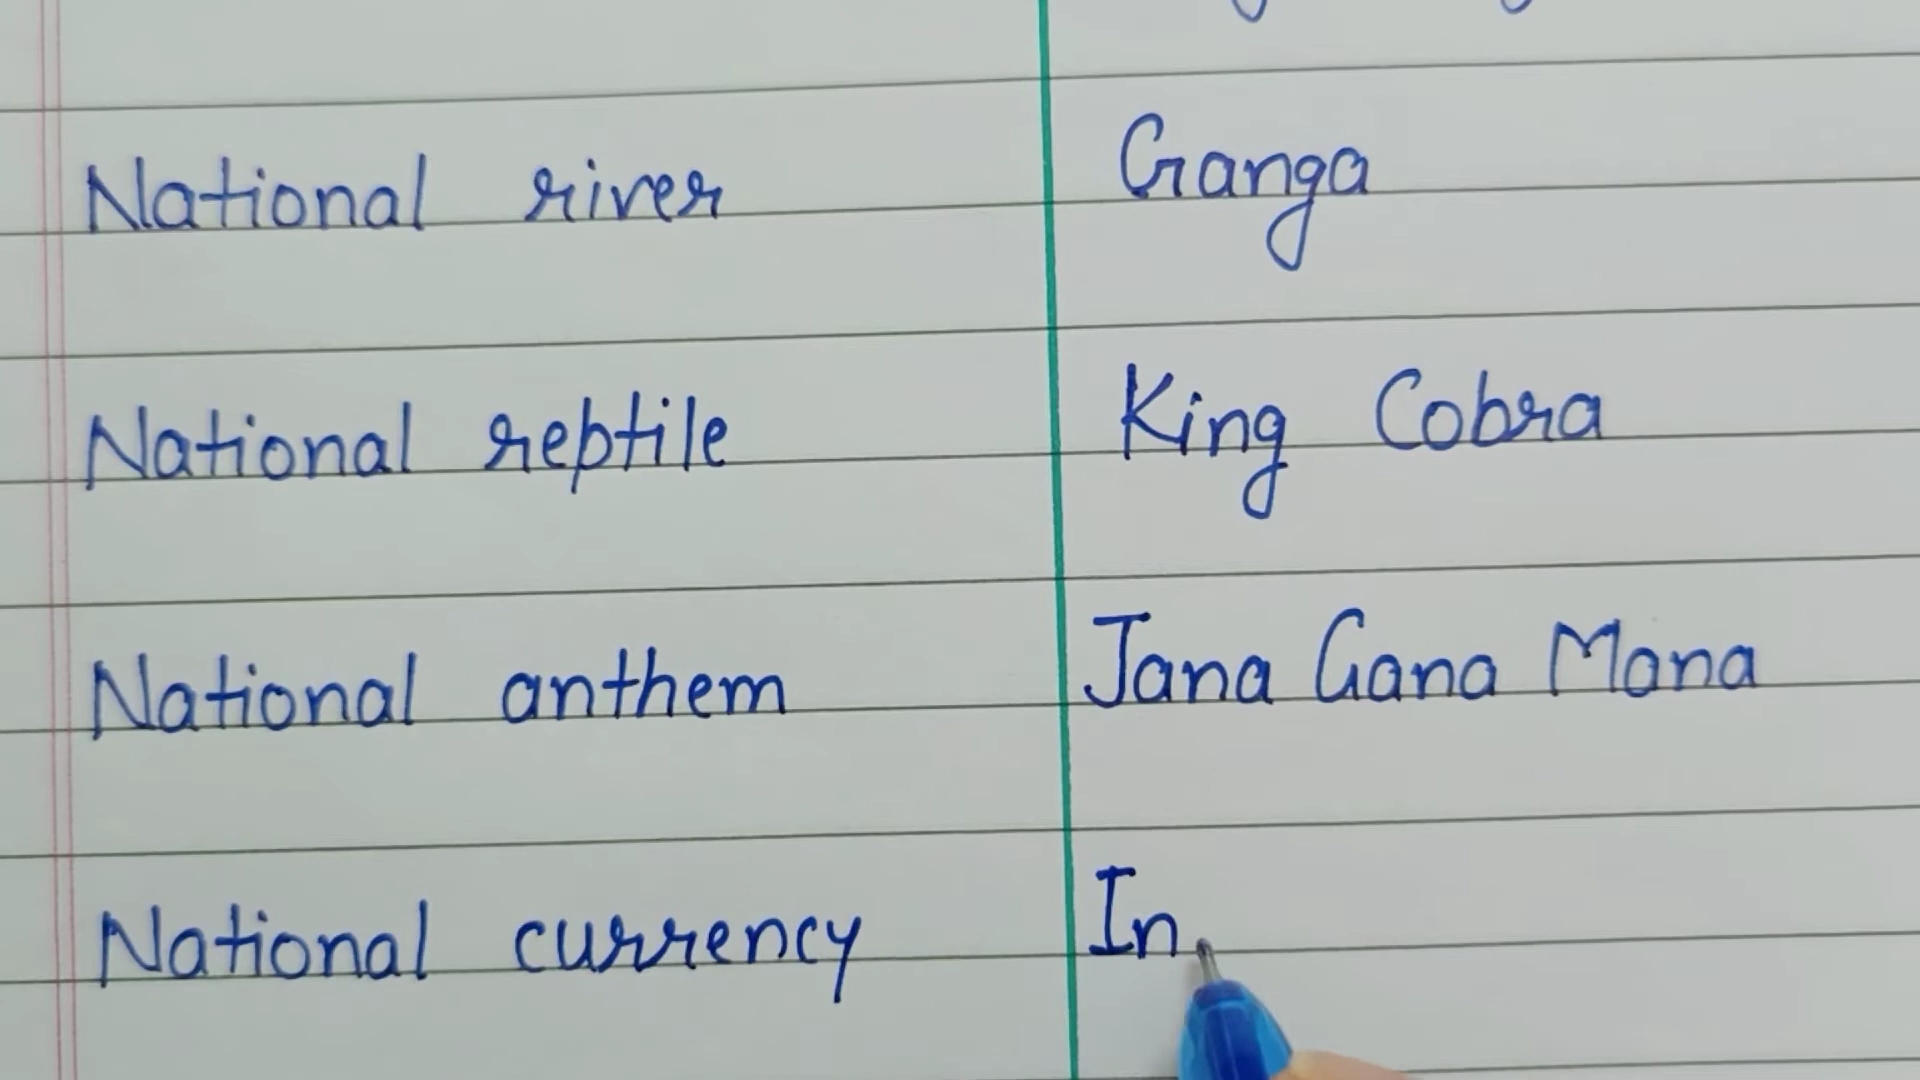 National river Ganga
National reptile King Cobra
National anthem Jana Gana Mana
National currency In